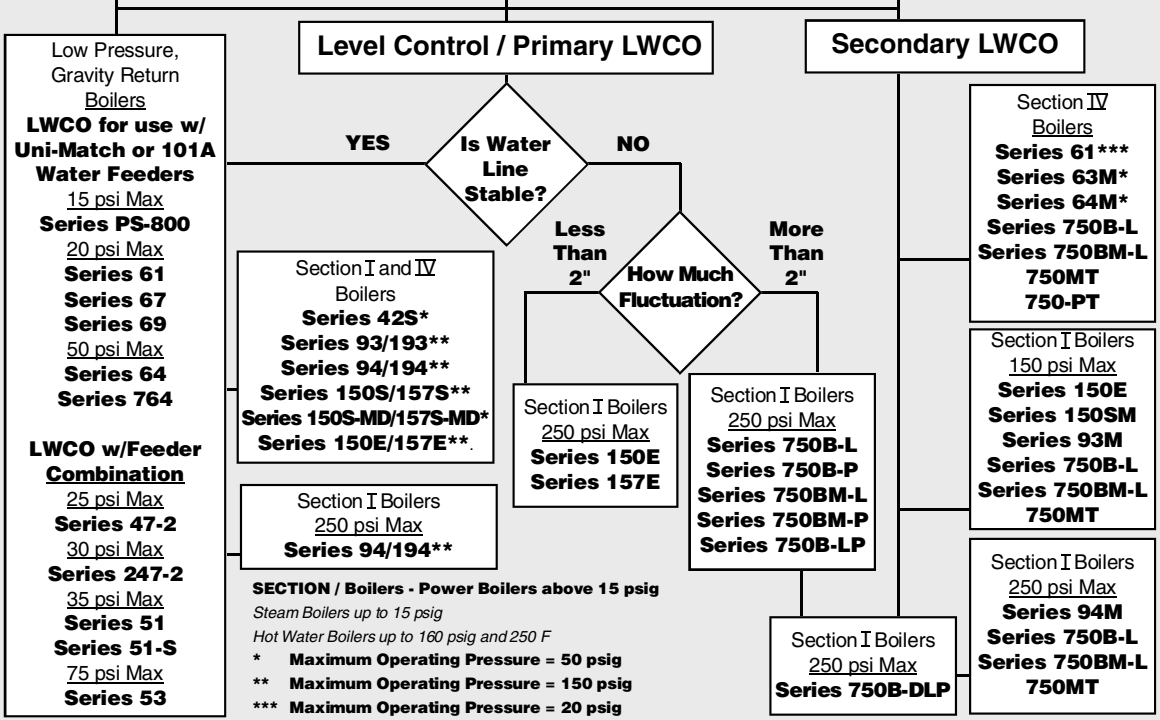 Low Pressure,
Gravity Return
Boilers
LWCO for use w/
Uni-Match or 101A
Water Feeders
15 psi Max
Series PS-800
20 psi Max
Series 61
Series 67
Series 69
50 psi Max
Series 64
Series 764
LWCO w/Feeder
Combination
25 psi Max
Series 47-2
30 psi Max
Series 247-2
35 psi Max
Series 51
Series 51-S
75 psi Max
Series 53
Level Control / Primary LWCO
YES
Is Water
Line
Stable?
NO
Less
Than
2"
How Much
Fluctuation?
More
Than
2"
Section I and IV
Boilers
Series 42S*
Series 93/193**
Series 94/194**
Series 150S/157S**
Series 150S-MD/157S-MD*
Series 150E/157E**.
Section I Boilers
250 psi Max
Series 94/194**
Section I Boilers
250 psi Max
Series 150E
Series 157E
Section I Boilers
250 psi Max
Series 750B-L
Series 750B-P
Series 750BM-L
Series 750BM-P
Series 750B-LP
SECTION I Boilers - Power Boilers above 15 psig
Steam Boilers up to 15 psig
Hot Water Boilers up to 160 psig and 250 F
* Maximum Operating Pressure = 50 psig
** Maximum Operating Pressure = 150 psig
*** Maximum Operating Pressure = 20 psig
Secondary LWCO
Section IV
Boilers
Series 61***
Series 63M*
Series 64M*
Series 750B-L
Series 750BM-L
750MT
750-PT
Section I Boilers
150 psi Max
Series 150E
Series 150SM
Series 93M
Series 750B-L
Series 750BM-L
750MT
Section I Boilers
250 psi Max
Series 94M
Series 750B-L
Series 750BM-L
750MT
Section I Boilers
250 psi Max
Series 750B-DLP